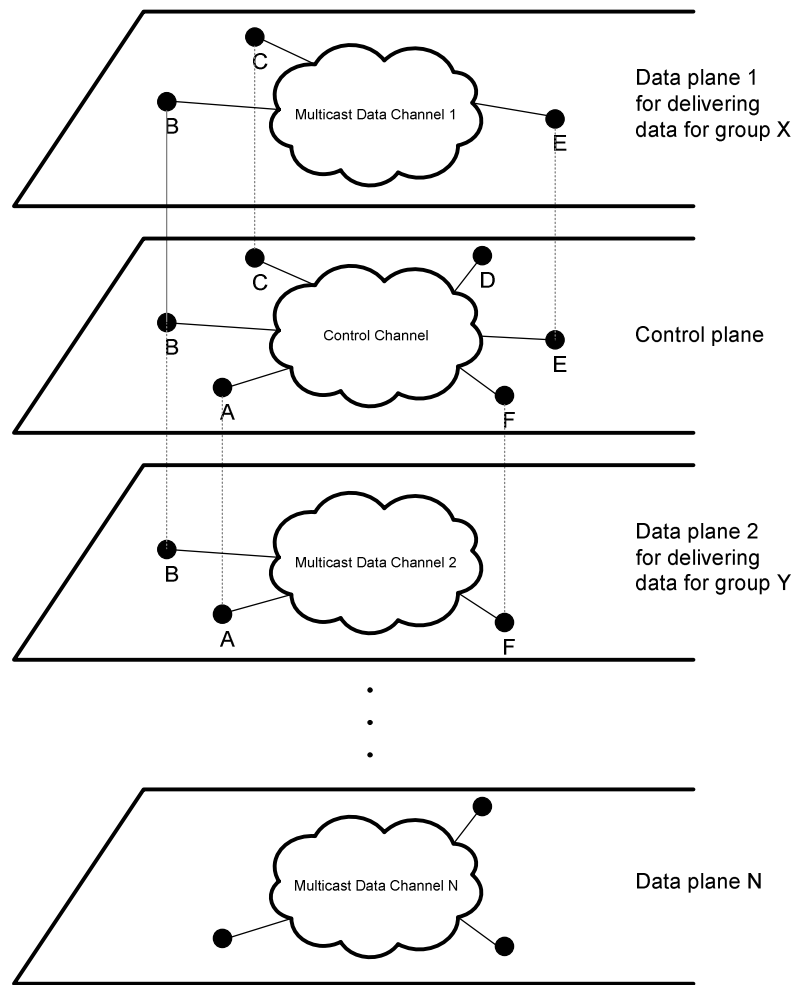 C
B
Multicast Data Channel 1
E
Data plane 1
for delivering
data for group X
C
D
B
Control Channel
E
A
F
Control plane
B
Multicast Data Channel 2
A
F
Data plane 2
for delivering
data for group Y
Multicast Data Channel N
Data plane N